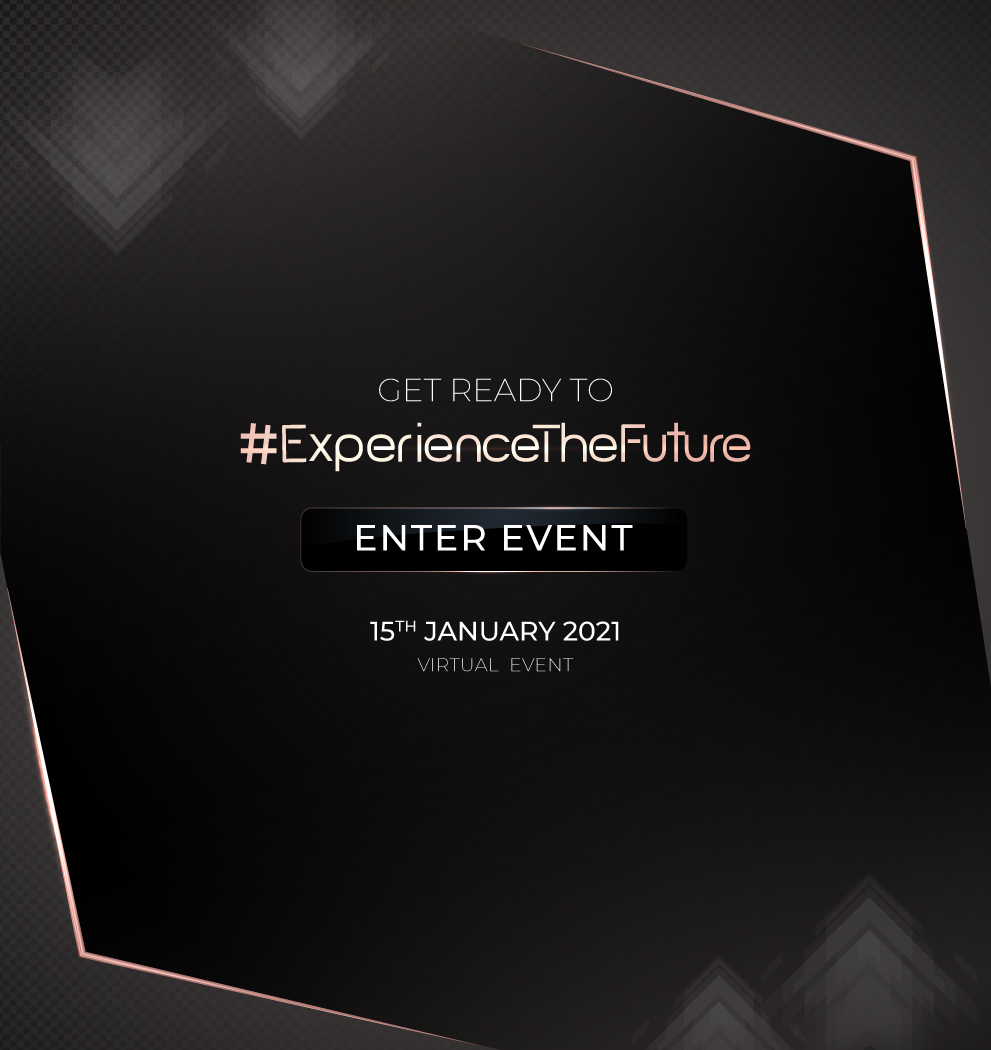 GET READY TO
#ExperienceTheFuture
ENTER EVENT
15TH JANUARY 2021
VIRTUAL EVENT